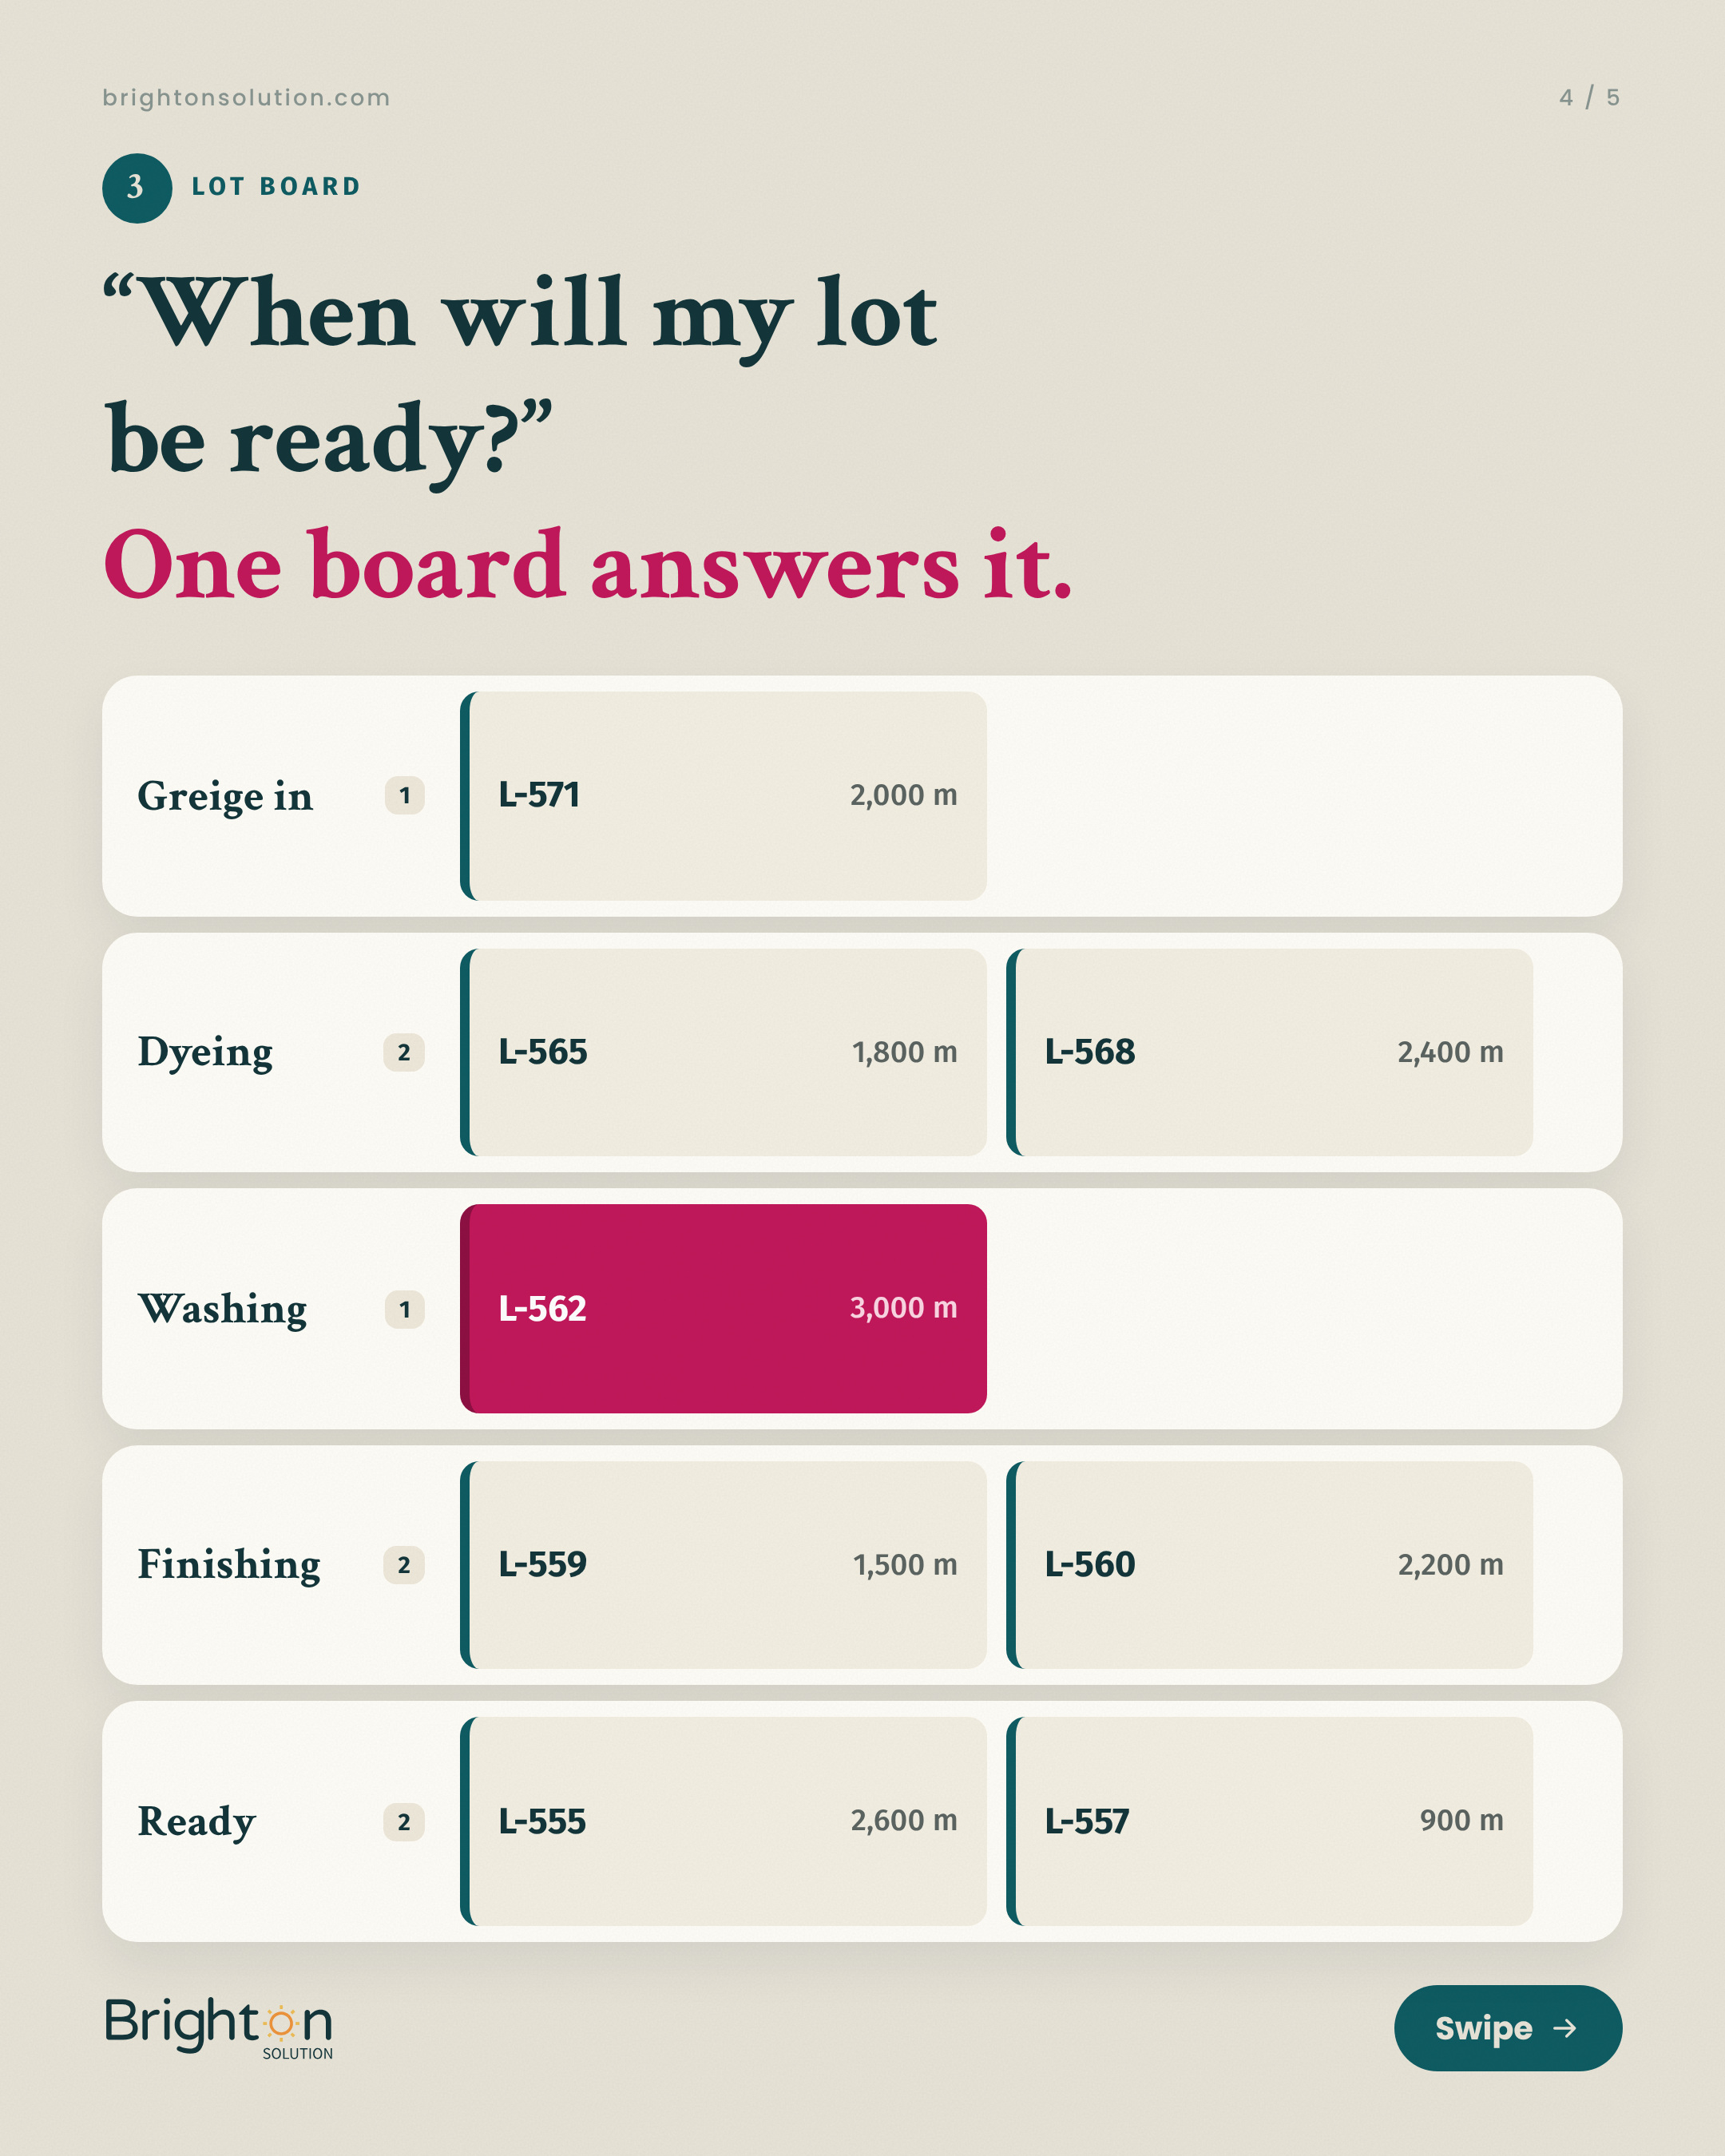 brightonsolution.com
4 / 5
3 LOT BOARD
“When will my lot
be ready?”
One board answers it.
Greige in 1 L-571 2,000 m
Dyeing 2 L-565 1,800 m L-568 2,400 m
Washing 1 L-562 3,000 m
Finishing 2 L-559 1,500 m L-560 2,200 m
Ready 2 L-555 2,600 m L-557 900 m
Brighton
SOLUTION
Swipe →